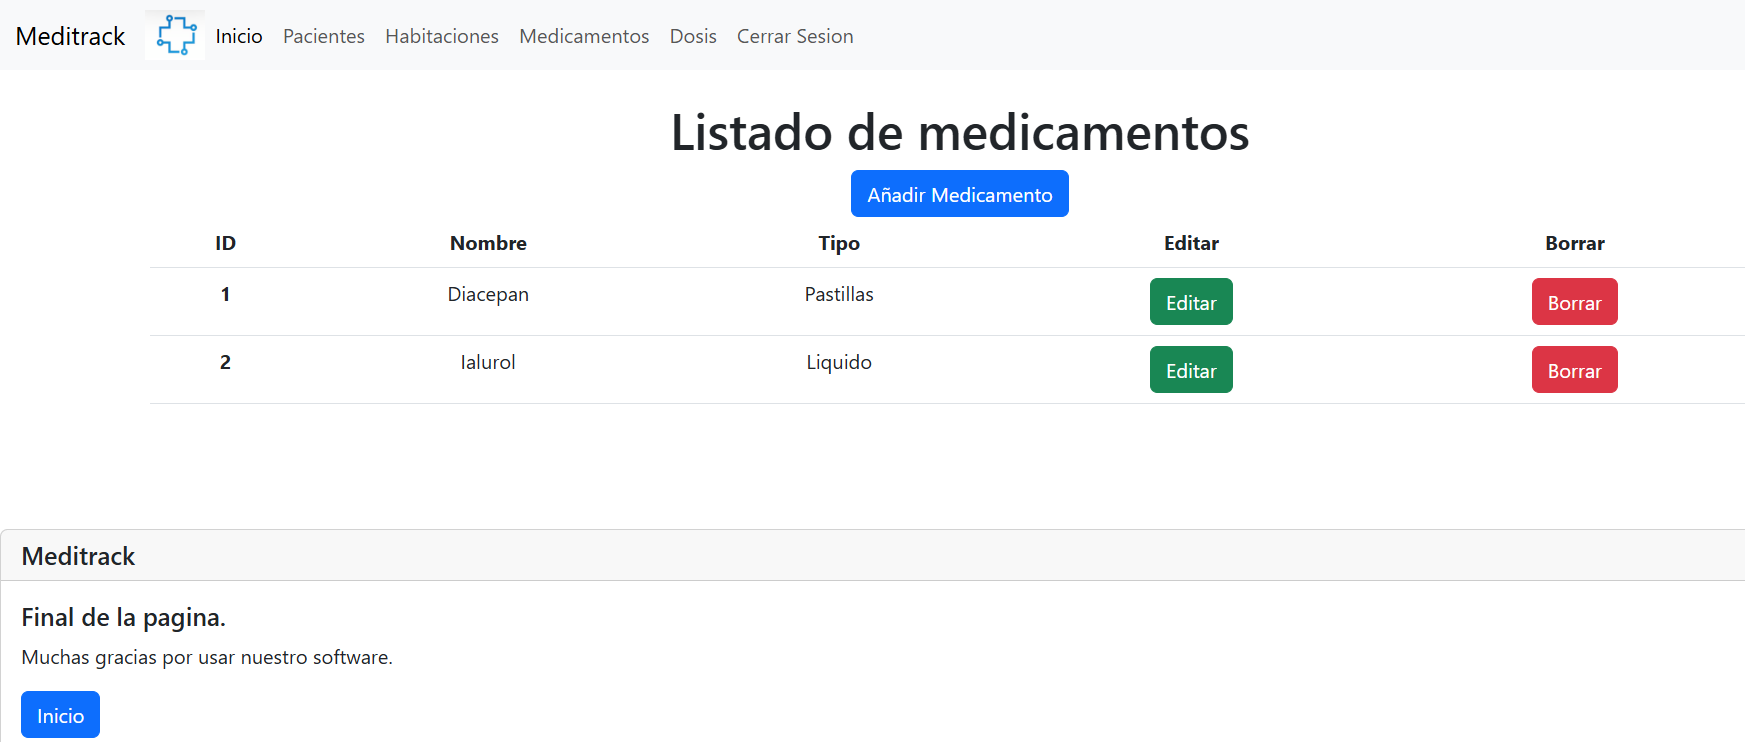 Meditrack Inicio Pacientes Habitaciones Medicamentos Dosis Cerrar Sesion
Listado de medicamentos
Añadir Medicamento
ID Nombre Tipo Editar Borrar
1 Diacepan Pastillas Editar Borrar
2 Ialurol Liquido Editar Borrar
Meditrack
Final de la pagina.
Muchas gracias por usar nuestro software.
Inicio